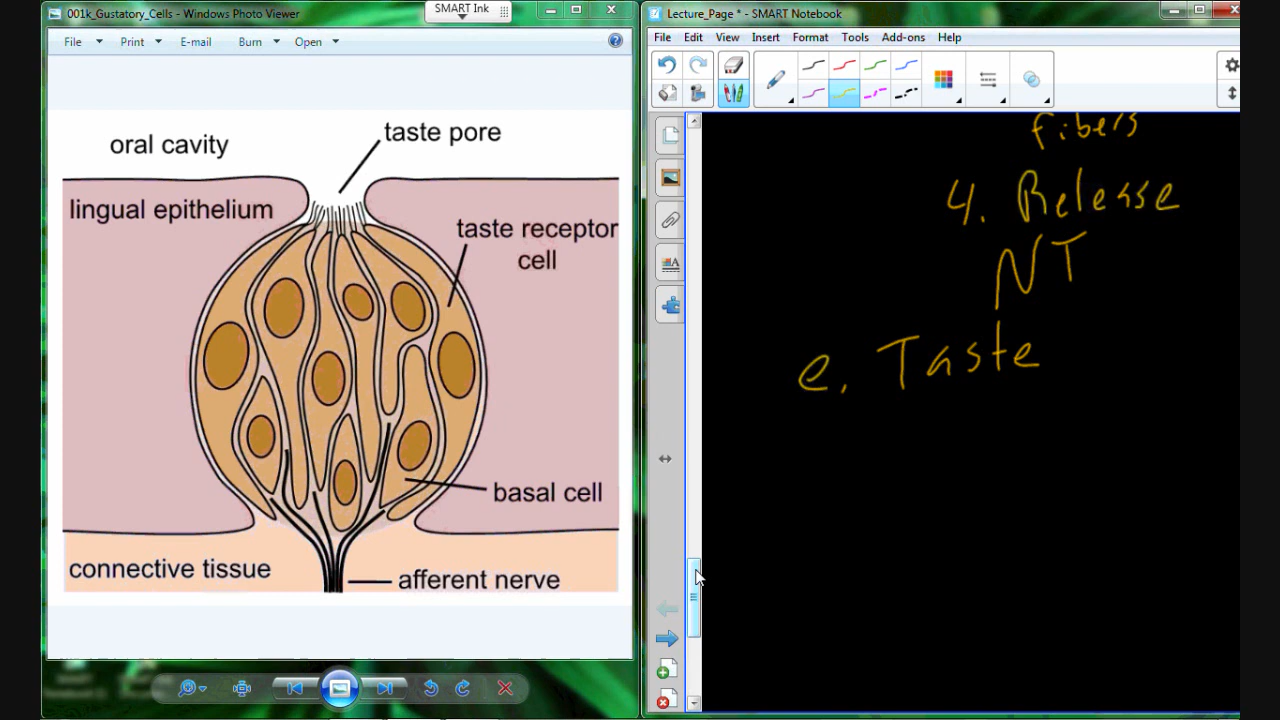 001k_Gustatory_Cells - Windows Photo Viewer
SMART Ink
File Print E-mail Burn Open
oral cavity
taste pore
lingual epithelium
taste receptor
cell
basal cell
connective tissue
afferent nerve
Lecture_Page * - SMART Notebook
File Edit View Insert Format Tools Add-ons Help
fibers
4. Release
NT
e. Taste